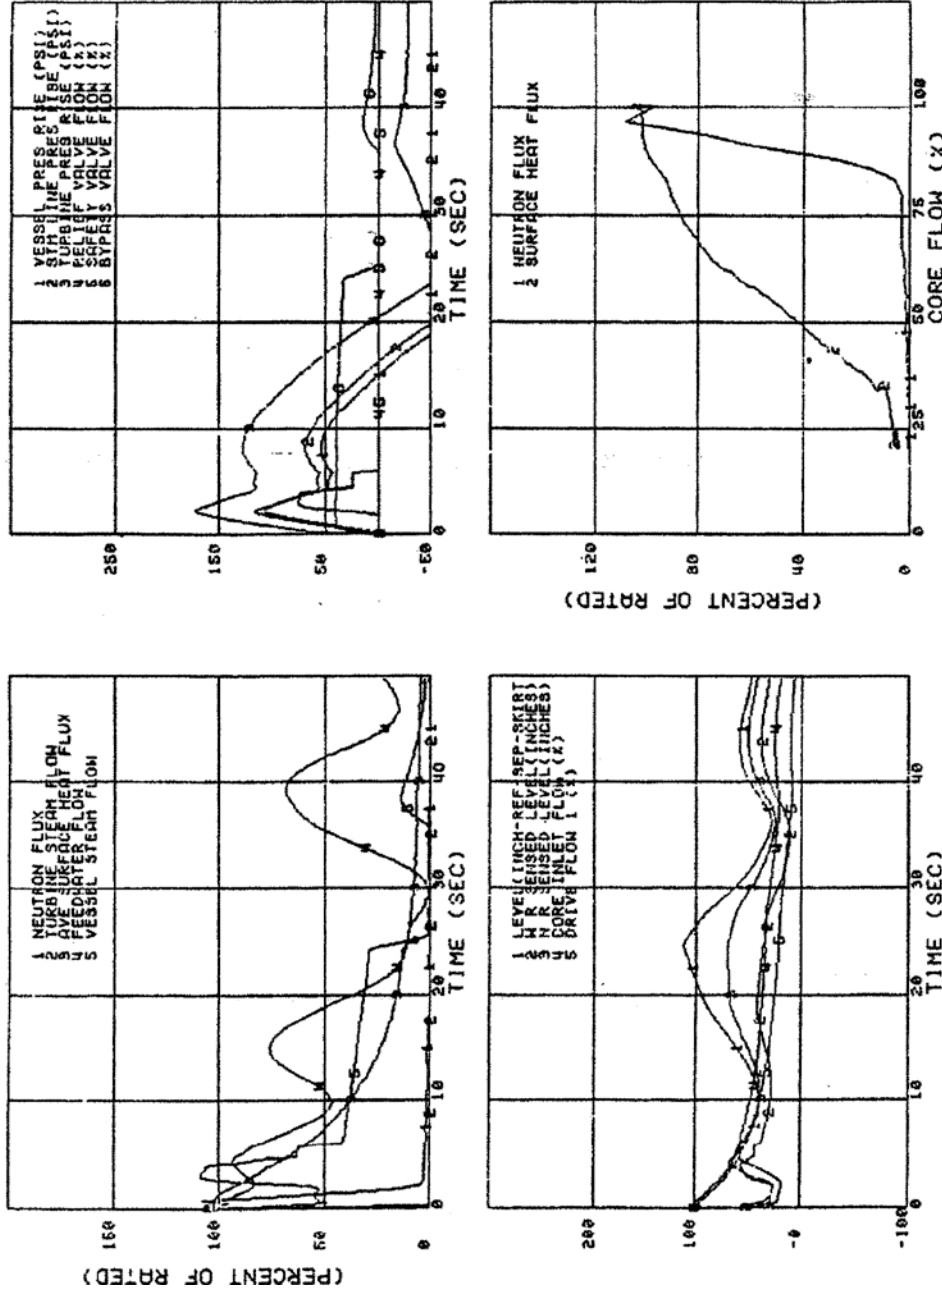 (PERCENT OF RATED)
0
50
100
1 NEUTRON FLUX
2 TURBINE STEAM FLOW
3 AVE SURFACE HEAT FLUX
4 FEEDWATER FLOW
5 VESSEL STEAM FLOW
0
10
20
30
40
TIME (SEC)
-50
50
150
250
1 VESSEL PRES RISE (PSI)
2 STM LINE PRES RISE (PSI)
3 TURBINE PRES RISE (PSI)
4 RELIEF VALVE FLOW (%)
5 SAFETY VALVE FLOW (%)
6 BYPASS VALVE FLOW (%)
0
10
20
30
40
TIME (SEC)
-100
-0
100
200
1 LEVEL(INCH-REF-SEP-SKIRT
2 W R SENSED LEVEL(INCHES)
3 N R SENSED LEVEL(INCHES)
4 CORE INLET FLOW (%)
5 DRIVE FLOW 1 (%)
0
10
20
30
40
TIME (SEC)
(PERCENT OF RATED)
0
40
80
120
1 NEUTRON FLUX
2 SURFACE HEAT FLUX
0
25
50
75
100
CORE FLOW (%)